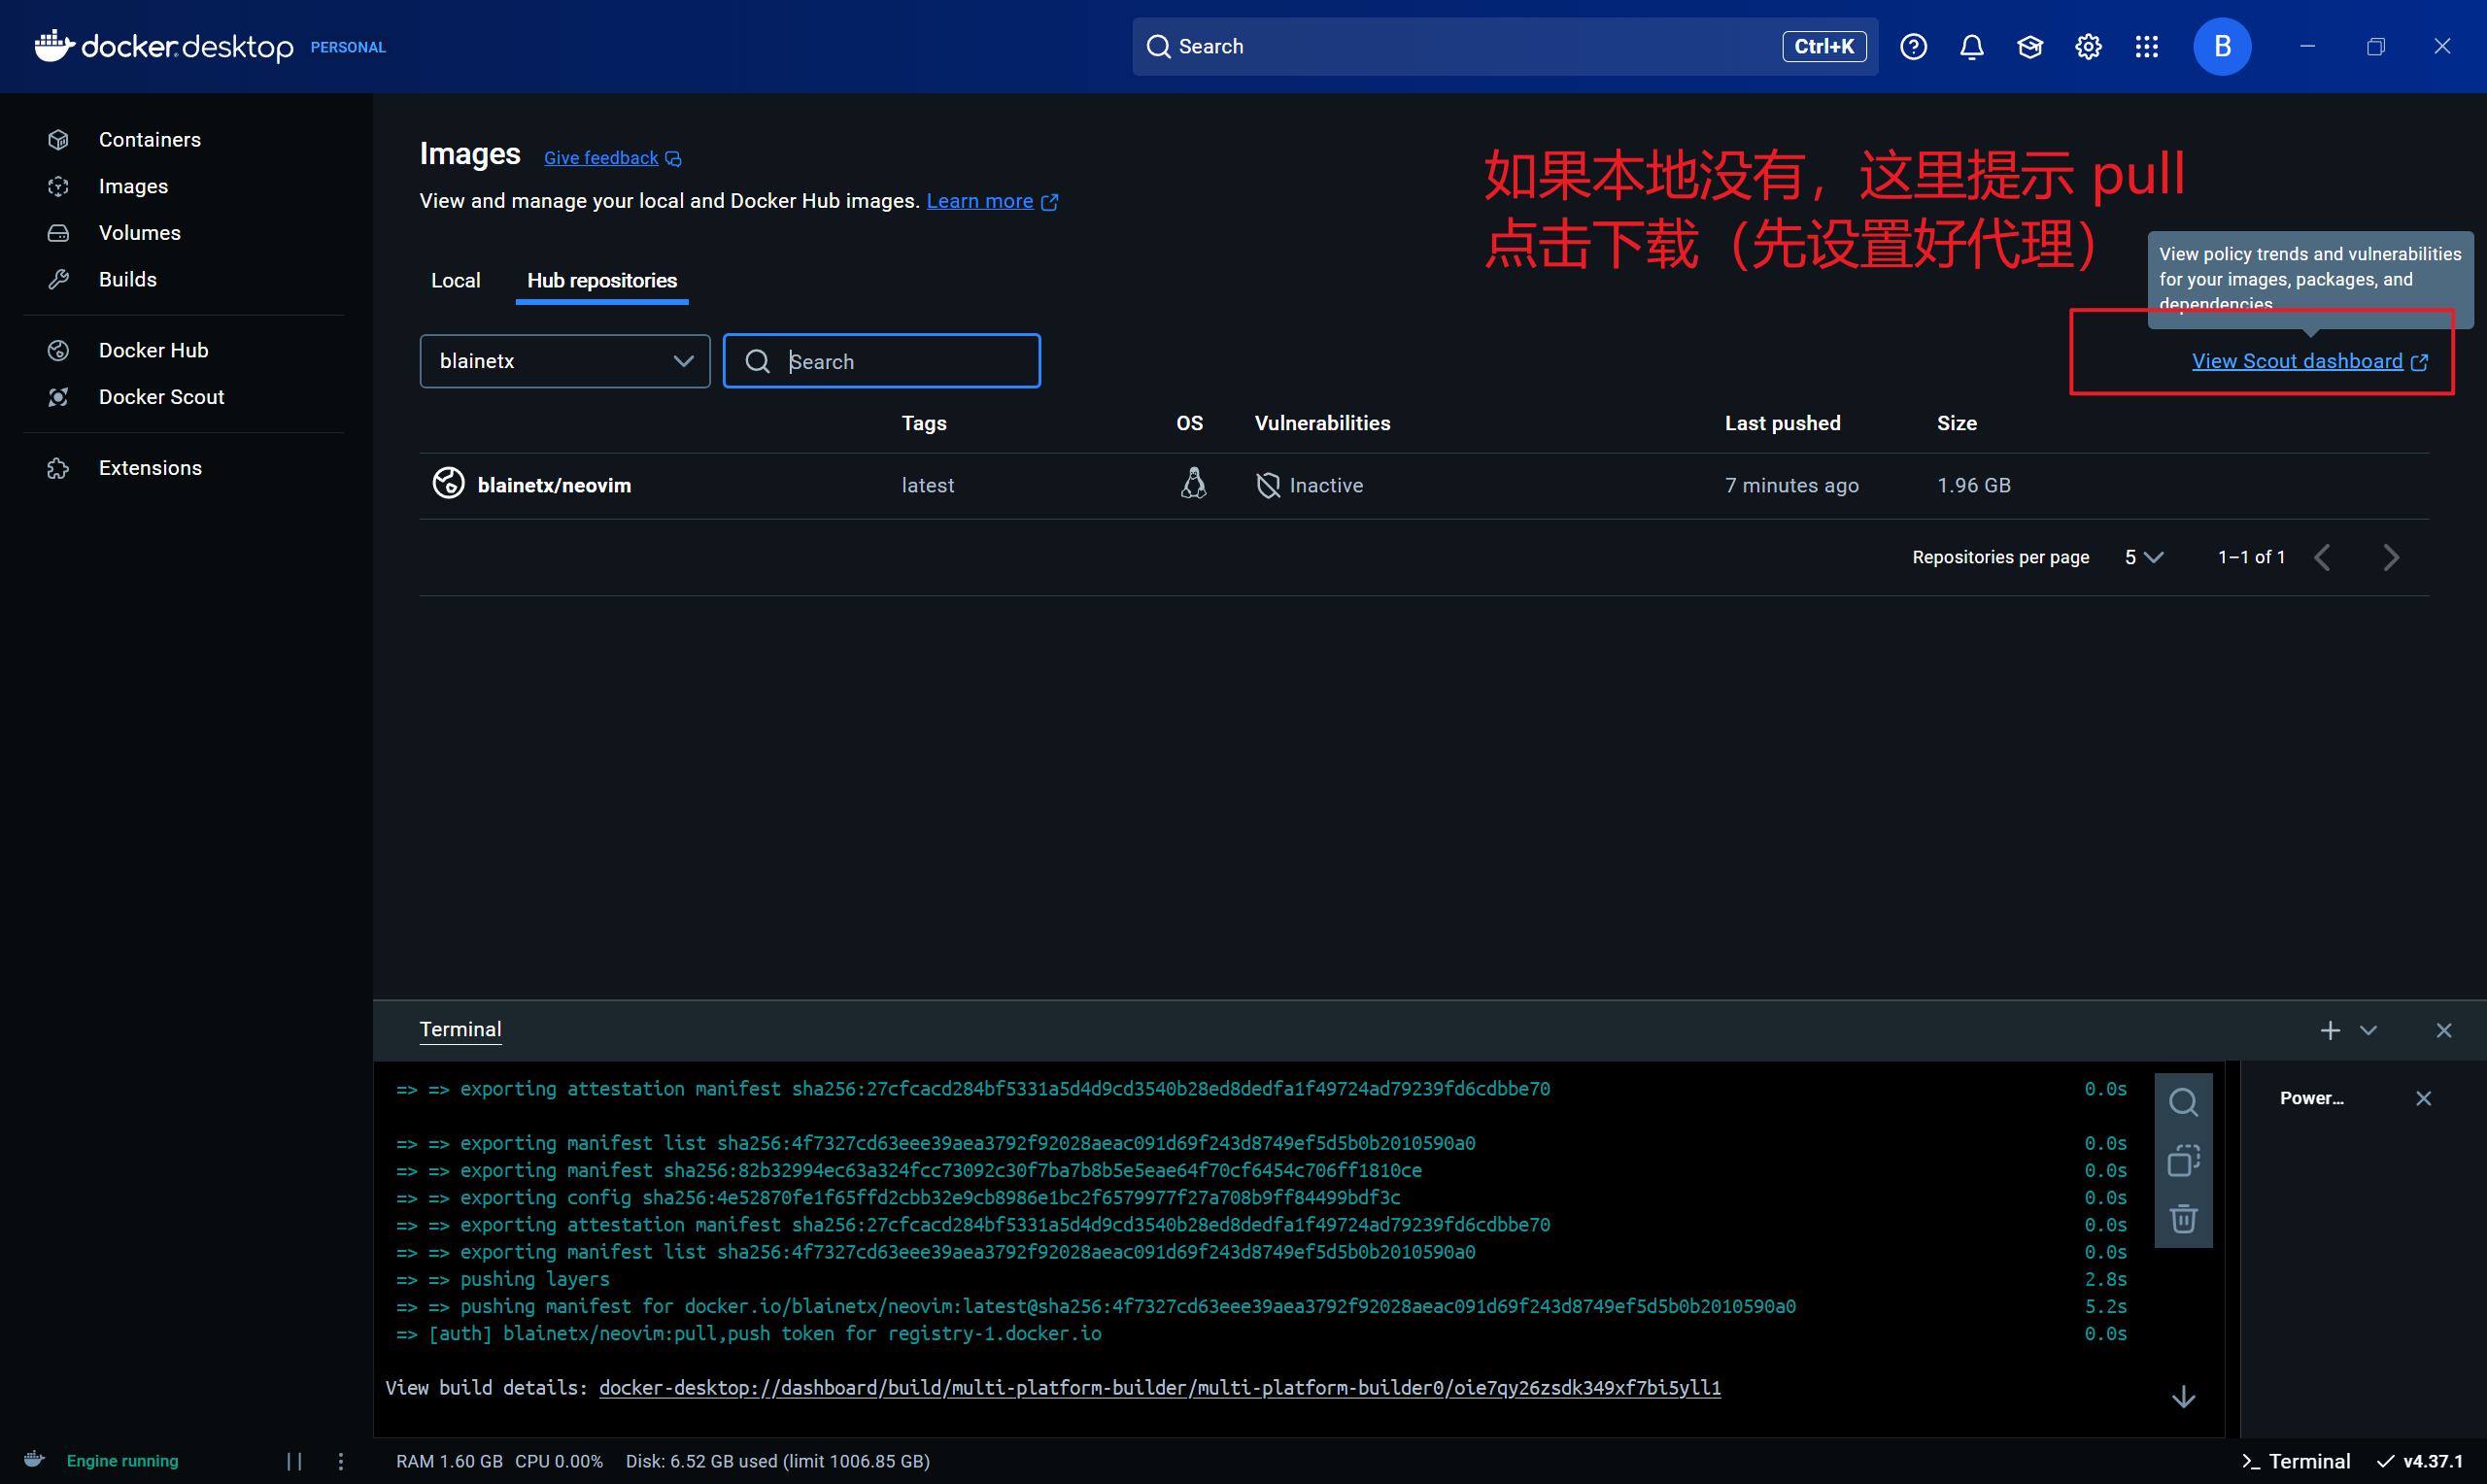 docker desktop PERSONAL
Search
Ctrl+K
B
Containers
Images
Volumes
Builds
Docker Hub
Docker Scout
Extensions
Images Give feedback
View and manage your local and Docker Hub images. Learn more
如果本地没有，这里提示 pull
点击下载（先设置好代理）
View policy trends and vulnerabilities
for your images, packages, and
dependencies
Local Hub repositories
blainetx
Search
View Scout dashboard
Tags OS Vulnerabilities Last pushed Size
blainetx/neovim latest Inactive 7 minutes ago 1.96 GB
Repositories per page 5 1–1 of 1
Terminal
=> => exporting attestation manifest sha256:27cfcacd284bf5331a5d4d9cd3540b28ed8dedfa1f49724ad79239fd6cdbbe70 0.0s
=> => exporting manifest list sha256:4f7327cd63eee39aea3792f92028aeac091d69f243d8749ef5d5b0b2010590a0 0.0s
=> => exporting manifest sha256:82b32994ec63a324fcc73092c30f7ba7b8b5e5eae64f70cf6454c706ff1810ce 0.0s
=> => exporting config sha256:4e52870fe1f65ffd2cbb32e9cb8986e1bc2f6579977f27a708b9ff84499bdf3c 0.0s
=> => exporting attestation manifest sha256:27cfcacd284bf5331a5d4d9cd3540b28ed8dedfa1f49724ad79239fd6cdbbe70 0.0s
=> => exporting manifest list sha256:4f7327cd63eee39aea3792f92028aeac091d69f243d8749ef5d5b0b2010590a0 0.0s
=> => pushing layers 2.8s
=> => pushing manifest for docker.io/blainetx/neovim:latest@sha256:4f7327cd63eee39aea3792f92028aeac091d69f243d8749ef5d5b0b2010590a0 5.2s
=> [auth] blainetx/neovim:pull,push token for registry-1.docker.io 0.0s
View build details: docker-desktop://dashboard/build/multi-platform-builder/multi-platform-builder0/oie7qy26zsdk349xf7bi5yll1
Power...
Engine running
RAM 1.60 GB CPU 0.00% Disk: 6.52 GB used (limit 1006.85 GB)
Terminal
v4.37.1